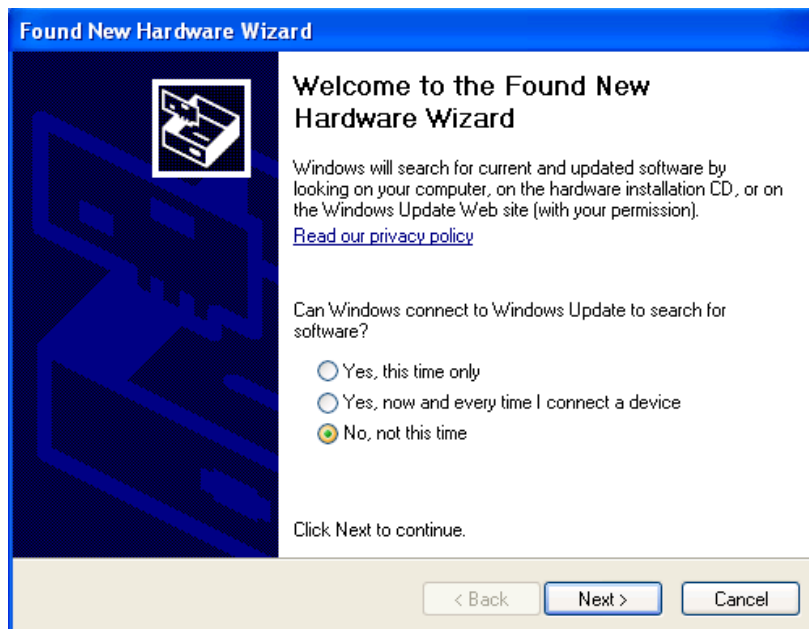 Found New Hardware Wizard
Welcome to the Found New
Hardware Wizard
Windows will search for current and updated software by
looking on your computer, on the hardware installation CD, or on
the Windows Update Web site (with your permission).
Read our privacy policy
Can Windows connect to Windows Update to search for
software?
Yes, this time only
Yes, now and every time I connect a device
No, not this time
Click Next to continue.
< Back Next > Cancel